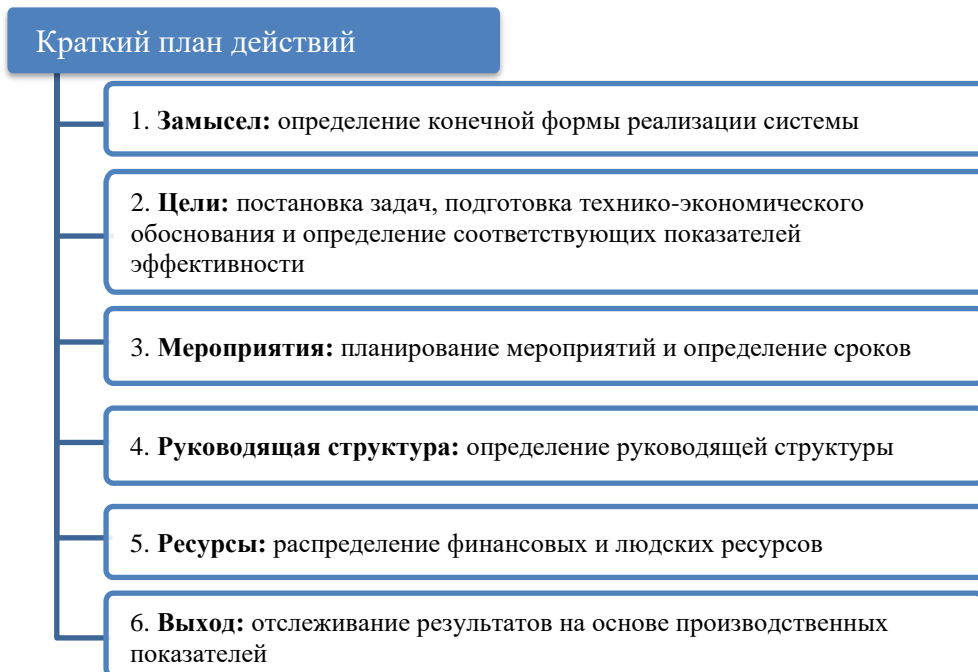 Краткий план действий
1. Замысел: определение конечной формы реализации системы
2. Цели: постановка задач, подготовка технико-экономического
обоснования и определение соответствующих показателей
эффективности
3. Мероприятия: планирование мероприятий и определение сроков
4. Руководящая структура: определение руководящей структуры
5. Ресурсы: распределение финансовых и людских ресурсов
6. Выход: отслеживание результатов на основе производственных
показателей